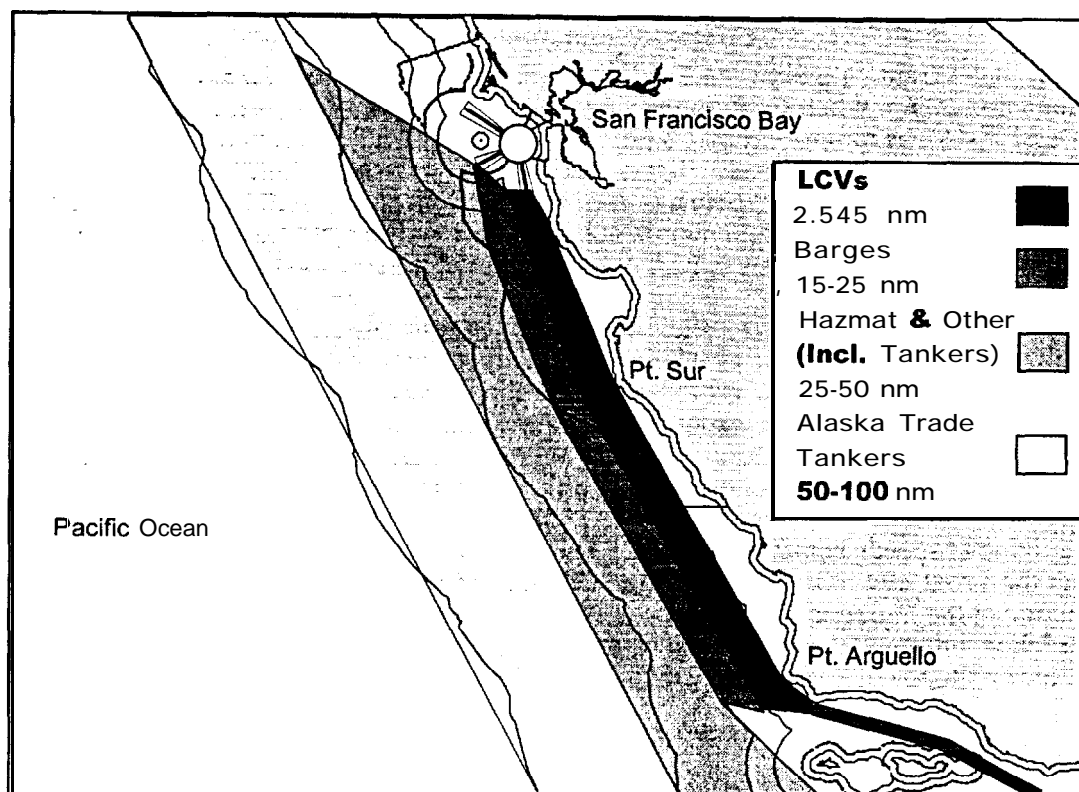 San Francisco Bay
LCVs
2.545 nm
Barges
15-25 nm
Hazmat & Other
(Incl. Tankers)
25-50 nm
Alaska Trade
Tankers
50-100 nm
Pt. Sur
Pacific Ocean
Pt. Arguello